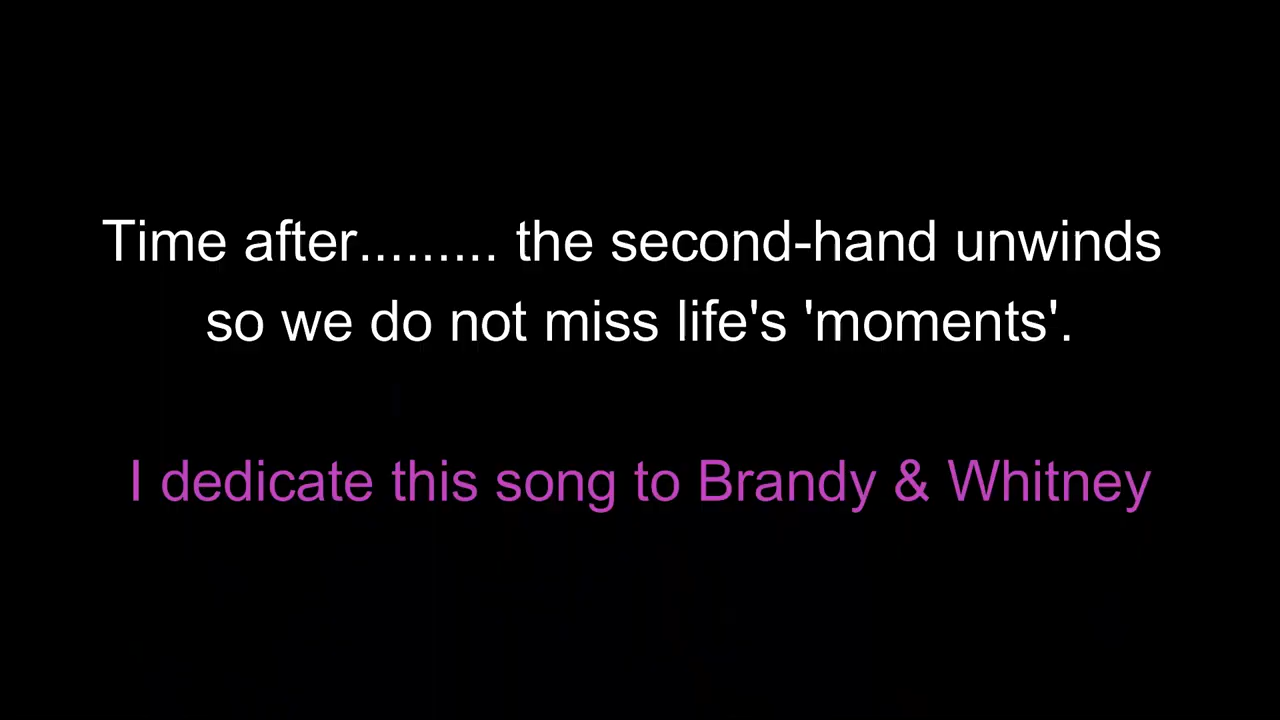 Time after......... the second-hand unwinds
so we do not miss life's 'moments'.
I dedicate this song to Brandy & Whitney